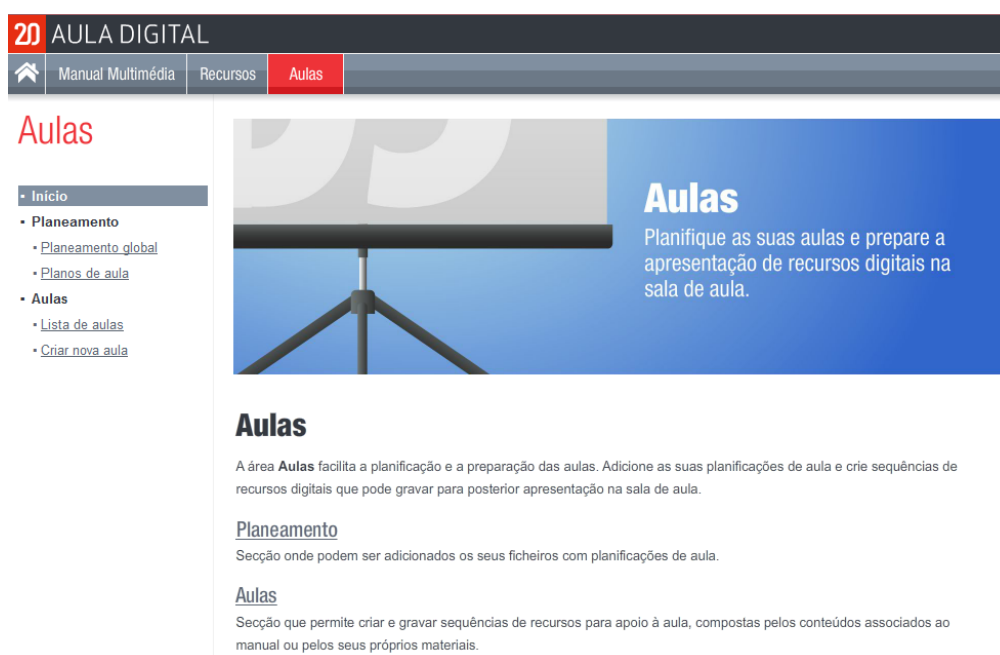 20 AULA DIGITAL
Manual Multimédia Recursos Aulas
Aulas
Início
Planeamento
Planeamento global
Planos de aula
Aulas
Lista de aulas
Criar nova aula
Aulas
Planifique as suas aulas e prepare a
apresentação de recursos digitais na
sala de aula.
Aulas
A área Aulas facilita a planificação e a preparação das aulas. Adicione as suas planificações de aula e crie sequências de
recursos digitais que pode gravar para posterior apresentação na sala de aula.
Planeamento
Secção onde podem ser adicionados os seus ficheiros com planificações de aula.
Aulas
Secção que permite criar e gravar sequências de recursos para apoio à aula, compostas pelos conteúdos associados ao
manual ou pelos seus próprios materiais.